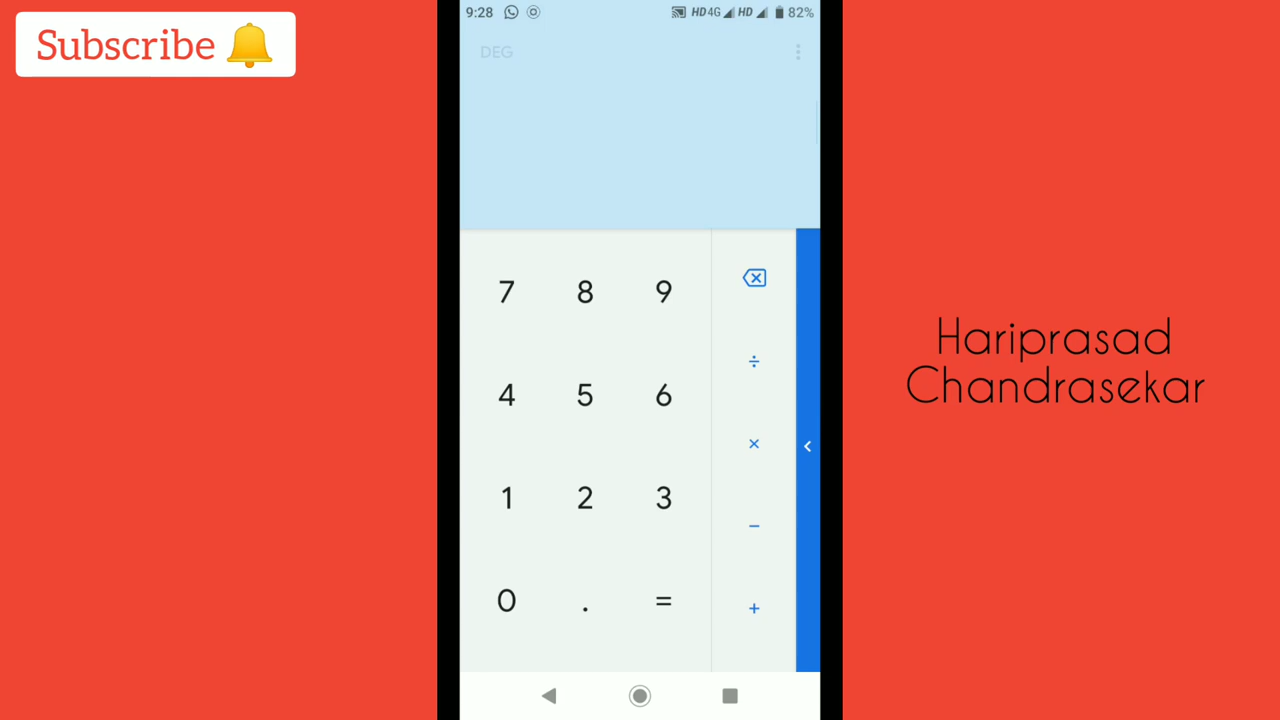 Subscribe 🔔
9:28 HD 4G HD 82%
DEG
7 8 9
÷
4 5 6
×
1 2 3
−
0 . =
+
Hariprasad
Chandrasekar